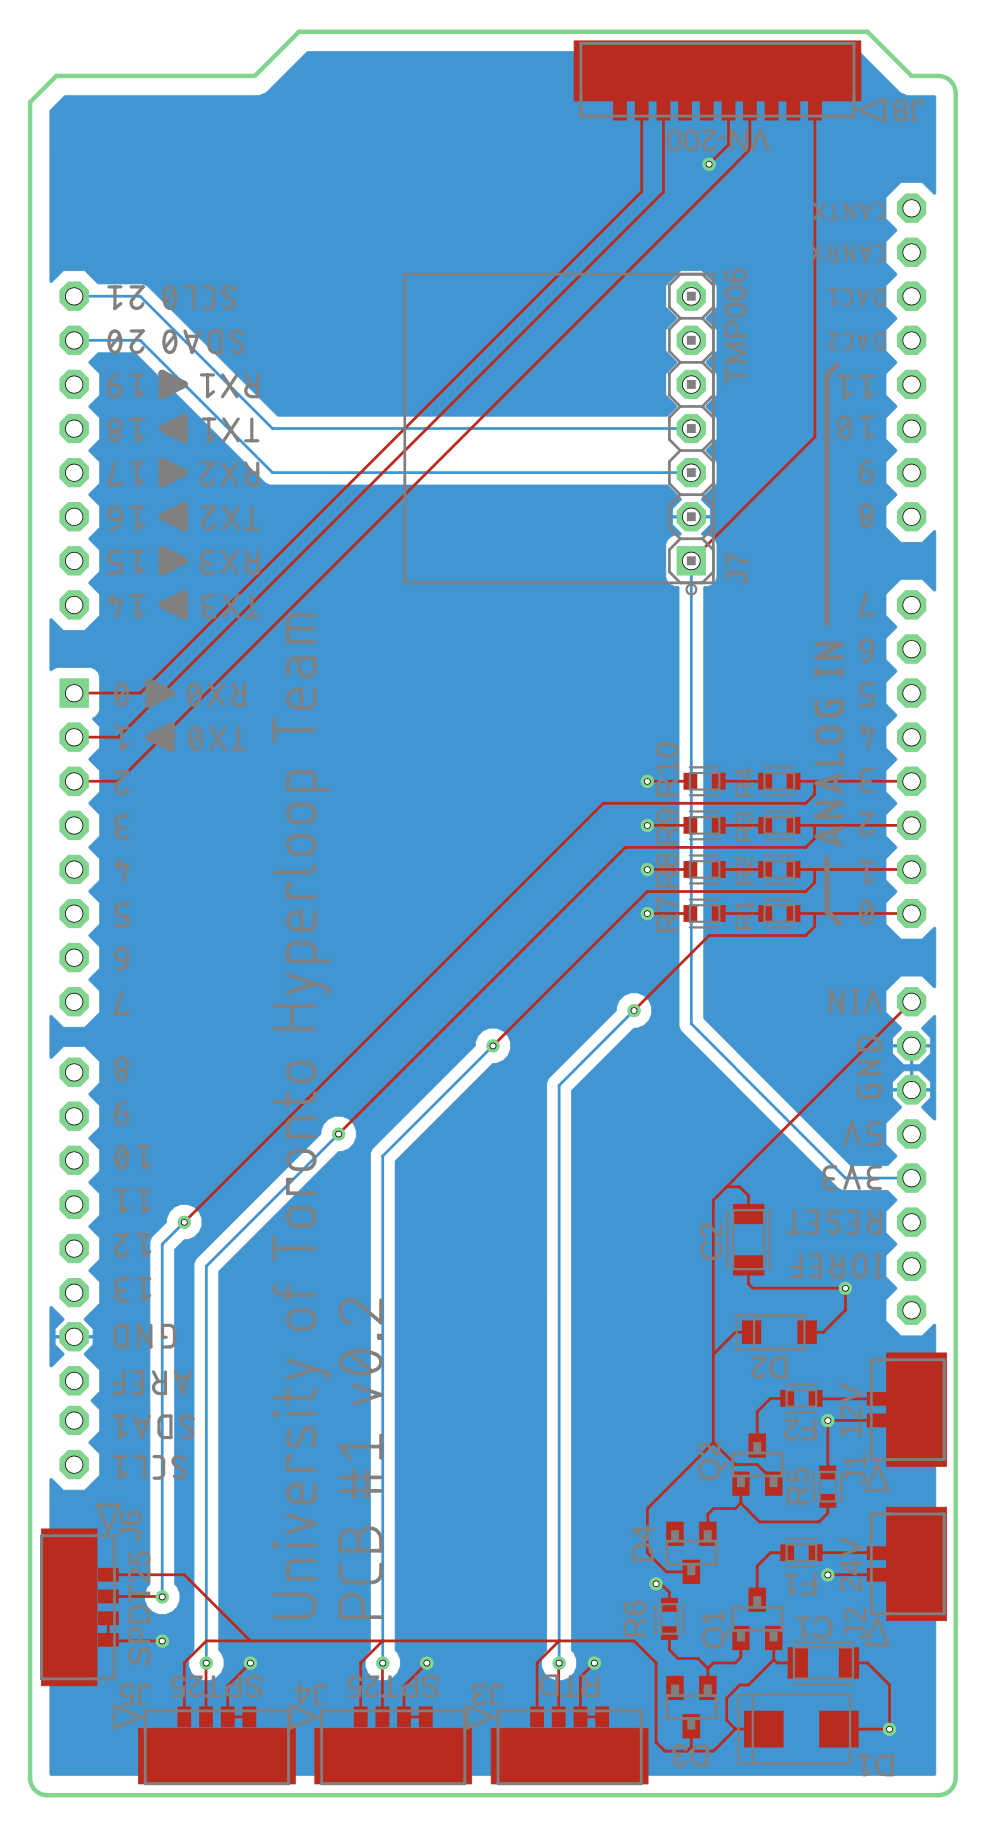 J8
VN-200
CANTX
CANRX
DAC1
DAC2
11
10
9
8
7
6
5
4
3
2
1
0
ANALOG IN
TMP006
J7
SCL0 21
SDA0 20
RX1 19
TX1 18
RX2 17
TX2 16
RX3 15
TX3 14
RX0 0
TX0 1
2
3
4
5
6
7
8
9
10
11
12
13
GND
AREF
SDA1
SCL1
University of Toronto Hyperloop Team
PCB #1 v0.2
R10
R4
R9
R3
R8
R2
R7
R1
VIN
GND
5V
3V3
RESET
IOREF
C2
D2
F2
12V
J1
Q2
R5
D4
F1
24V
J2
R6
Q1
C1
D3
D1
J6
SPDT25
J5
SPT25
J4
SPT25
J3
RTD